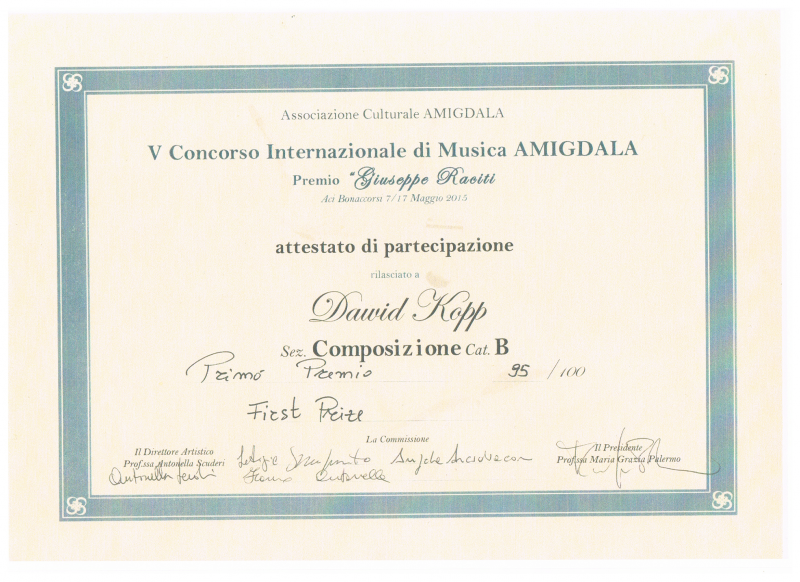 Associazione Culturale AMIGDALA
V Concorso Internazionale di Musica AMIGDALA
Premio "Giuseppe Raciti
Aci Bonaccorsi 7/17 Maggio 2015
attestato di partecipazione
rilasciato a
Dawid Kopp
Sez. Composizione Cat. B
Primo Premio 95 /100
First Prize
La Commissione
Il Direttore Artistico
Prof.ssa Antonella Scuderi
Il Presidente
Prof.ssa Maria Grazia Palermo